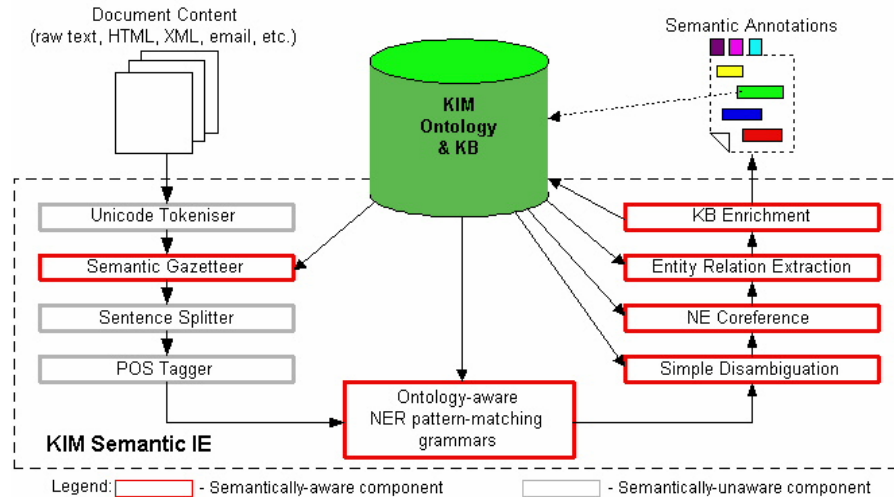 Document Content
(raw text, HTML, XML, email, etc.)
Semantic Annotations
KIM
Ontology
& KB
Unicode Tokeniser
Semantic Gazetteer
Sentence Splitter
POS Tagger
Ontology-aware
NER pattern-matching
grammars
KB Enrichment
Entity Relation Extraction
NE Coreference
Simple Disambiguation
KIM Semantic IE
Legend: - Semantically-aware component - Semantically-unaware component